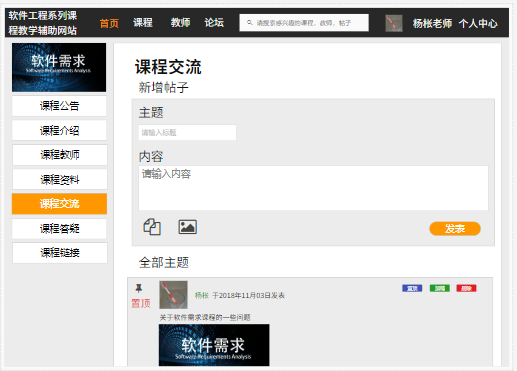 软件工程系列课
程教学辅助网站
首页 课程 教师 论坛 请搜索感兴趣的课程、教师、帖子 杨枨老师 个人中心
软件需求
Software Requirements Analysis
课程公告
课程介绍
课程教师
课程资料
课程交流
课程答疑
课程链接
课程交流
新增帖子
主题
请输入标题
内容
请输入内容
发表
全部主题
置顶
杨枨 于2018年11月03日发表
置顶 删除
关于软件需求课程的一些问题
软件需求
Software Requirements Analysis